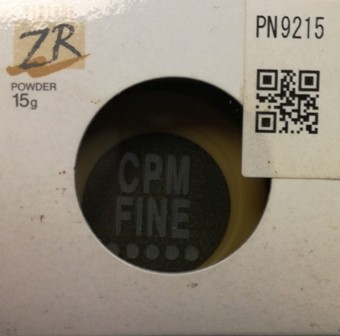 ZR
POWDER
15g
PN9215
CPM
FINE